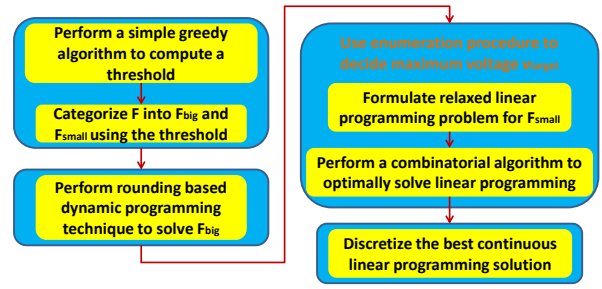 Perform a simple greedy
algorithm to compute a
threshold
Categorize F into Fbig and
Fsmall using the threshold
Perform rounding based
dynamic programming
technique to solve Fbig
Use enumeration procedure to
decide maximum voltage vtarget
Formulate relaxed linear
programming problem for Fsmall
Perform a combinatorial algorithm to
optimally solve linear programming
Discretize the best continuous
linear programming solution